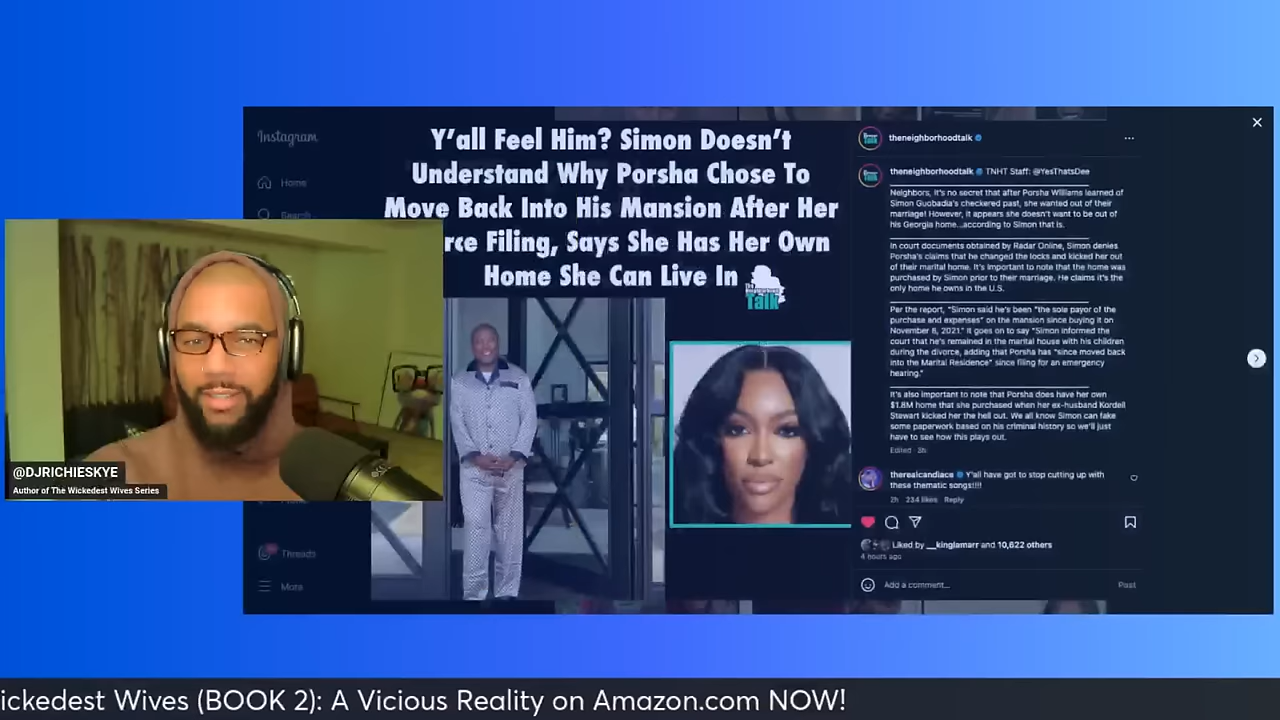 Instagram
Home
Search
Threads
More
Y'all Feel Him? Simon Doesn't
Understand Why Porsha Chose To
Move Back Into His Mansion After Her
rce Filing, Says She Has Her Own
Home She Can Live In
The
Talk
@DJRICHIESKYE
Author of The Wickedest Wives Series
theneighborhoodtalk
theneighborhoodtalk TNHT Staff: @YesThatsDee
Neighbors, it's no secret that after Porsha Williams learned of
Simon Guobadia's checkered past, she wanted out of their
marriage! However, it appears she doesn't want to be out of
his Georgia home...according to Simon that is.
In court documents obtained by Radar Online, Simon denies
Porsha's claims that he changed the locks and kicked her out
of their marital home. It's important to note that the home was
purchased by Simon prior to their marriage. He claims it's the
only home he owns in the U.S.
Per the report, "Simon said he's been "the sole payor of the
purchase and expenses" on the mansion since buying it on
November 8, 2021." It goes on to say "Simon informed the
court that he's remained in the marital house with his children
during the divorce, adding that Porsha has "since moved back
into the Marital Residence" since filing for an emergency
hearing."
It's also important to note that Porsha does have her own
$1.8M home that she purchased when her ex-husband Kordell
Stewart kicked her the hell out. We all know Simon can fake
some paperwork based on his criminal history so we'll just
have to see how this plays out.
Edited · 3h
therealcandiace Y'all have got to stop cutting up with
these thematic songs!!!!
2h 234 likes Reply
Liked by __kinglamarr and 10,622 others
4 hours ago
Add a comment...
Post
ickedest Wives (BOOK 2): A Vicious Reality on Amazon.com NOW!